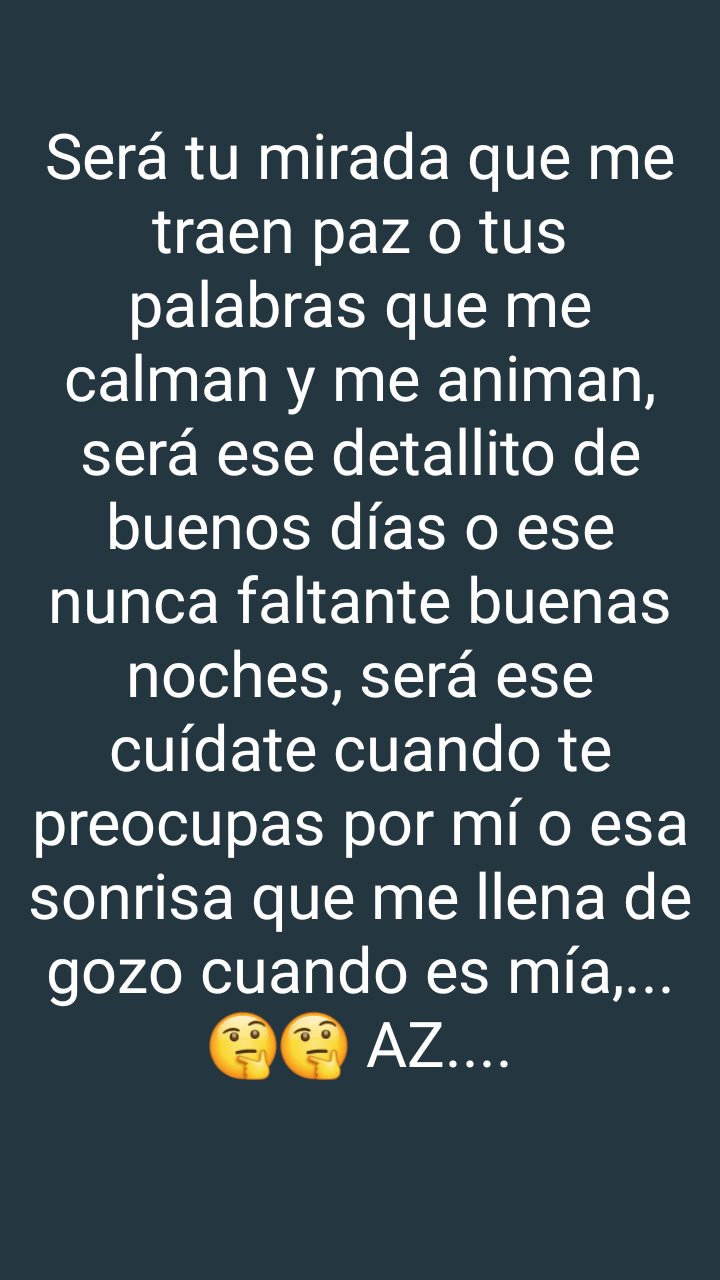 Será tu mirada que me
traen paz o tus
palabras que me
calman y me animan,
será ese detallito de
buenos días o ese
nunca faltante buenas
noches, será ese
cuídate cuando te
preocupas por mí o esa
sonrisa que me llena de
gozo cuando es mía,...
🤔🤔 AZ....